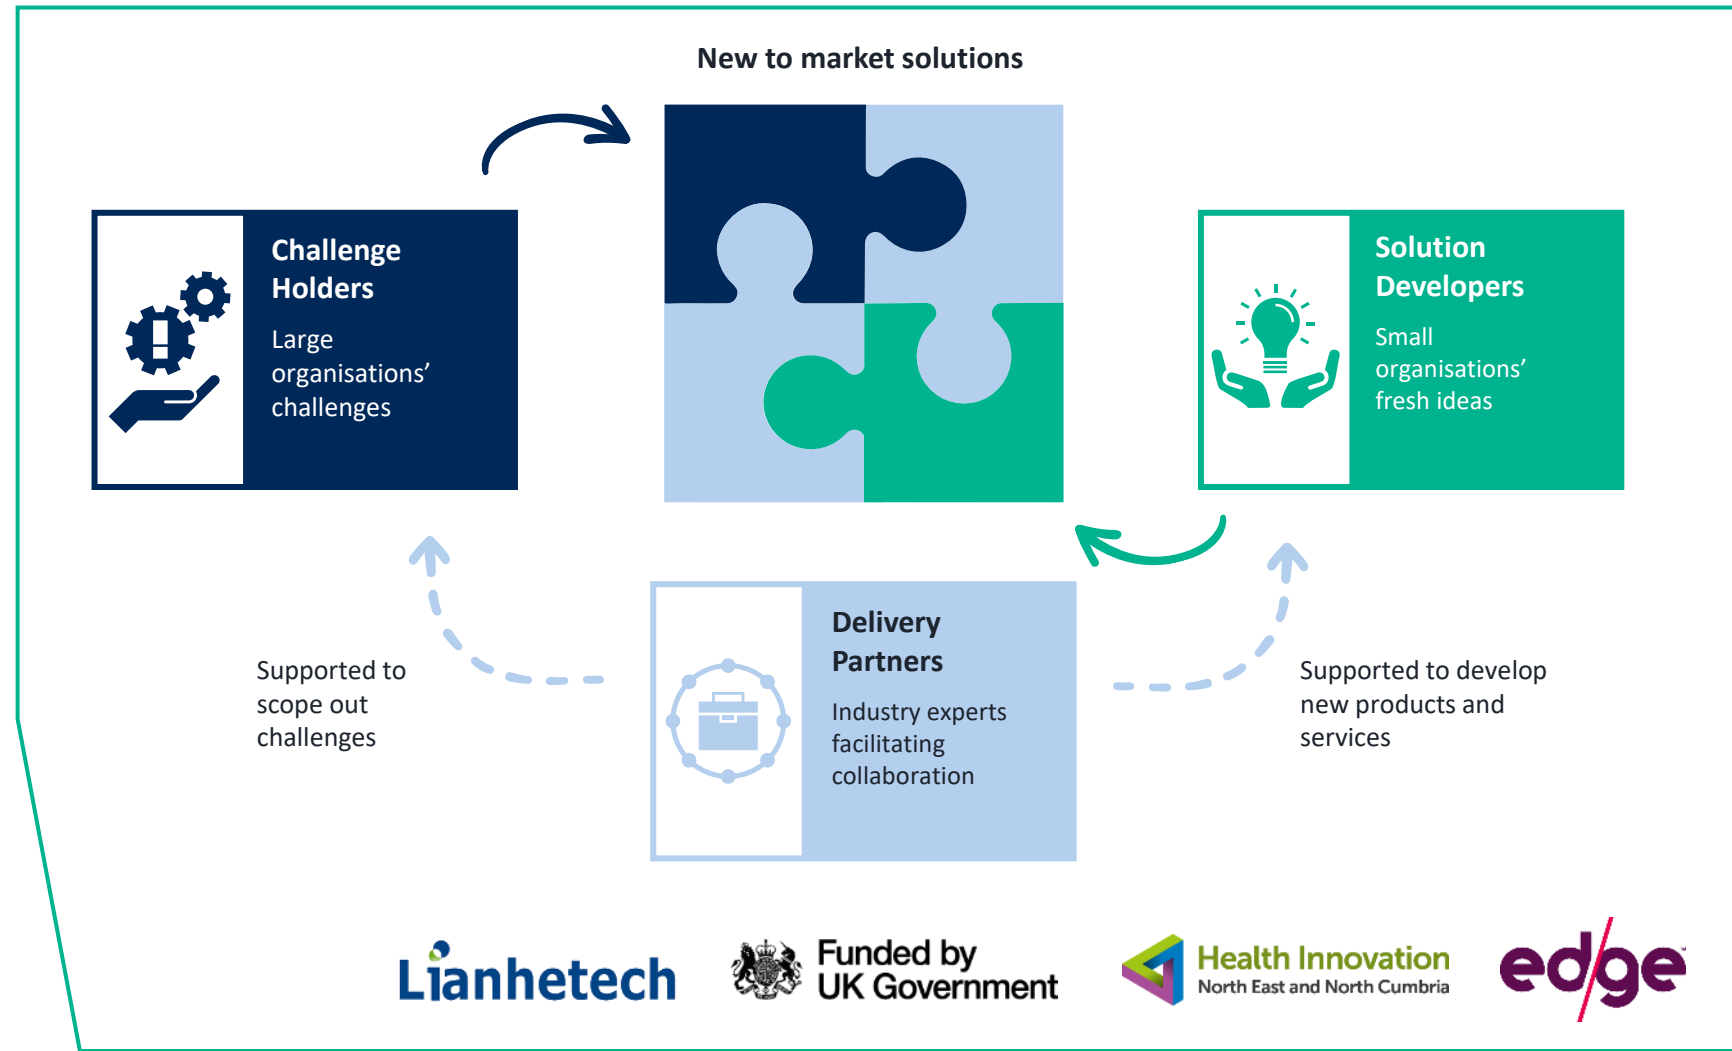 New to market solutions
Challenge
Holders
Large
organisations’
challenges
Solution
Developers
Small
organisations’
fresh ideas
Delivery
Partners
Industry experts
facilitating
collaboration
Supported to
scope out
challenges
Supported to develop
new products and
services
Lianhetech
Funded by
UK Government
Health Innovation
North East and North Cumbria
edge